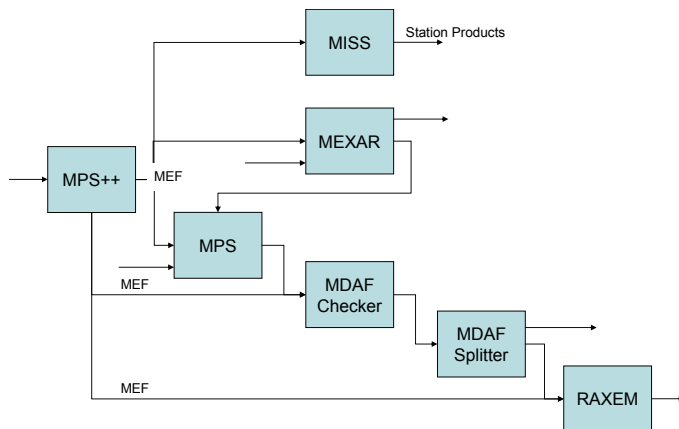 Station Products
MISS
MEXAR
MPS++
MEF
MPS
MEF
MDAF
Checker
MDAF
Splitter
MEF
RAXEM